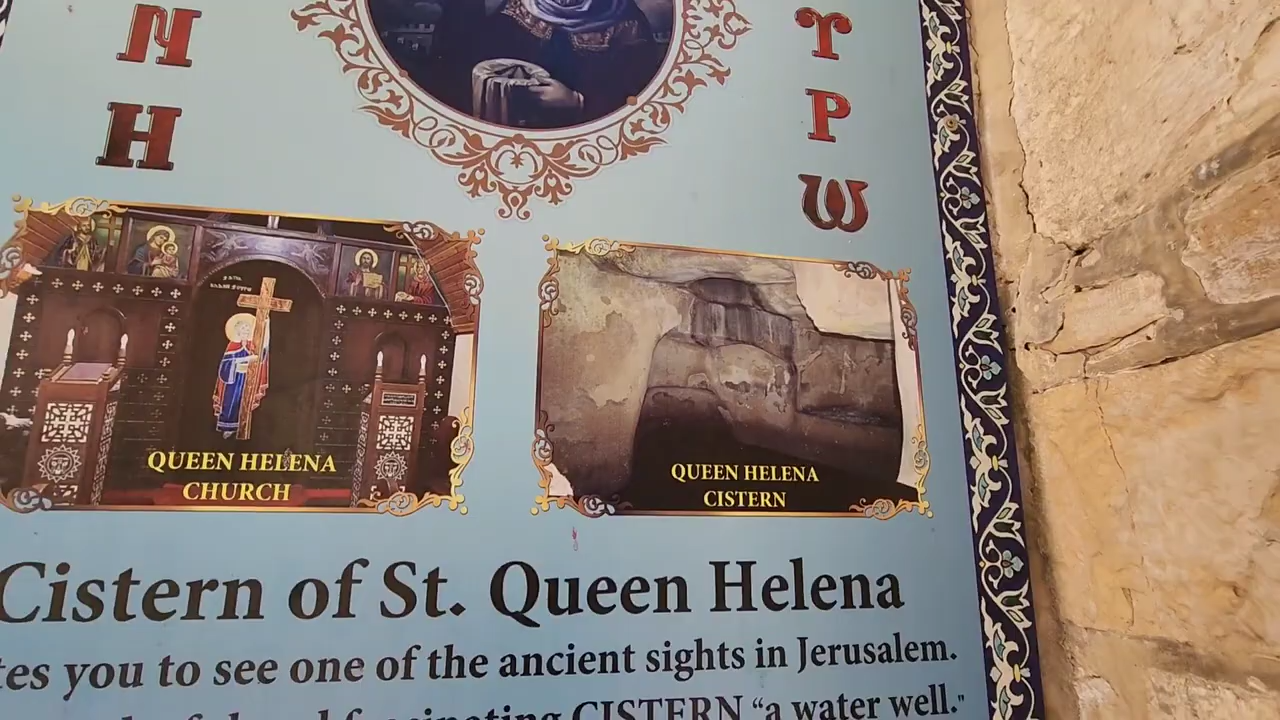 Ɲ
Ⲏ
Ⲩ
Ⲣ
Ⲱ
QUEEN HELENA
CHURCH
QUEEN HELENA
CISTERN
Cistern of St. Queen Helena
you to see one of the ancient sights in Jerusalem.
CISTERN “a water well."